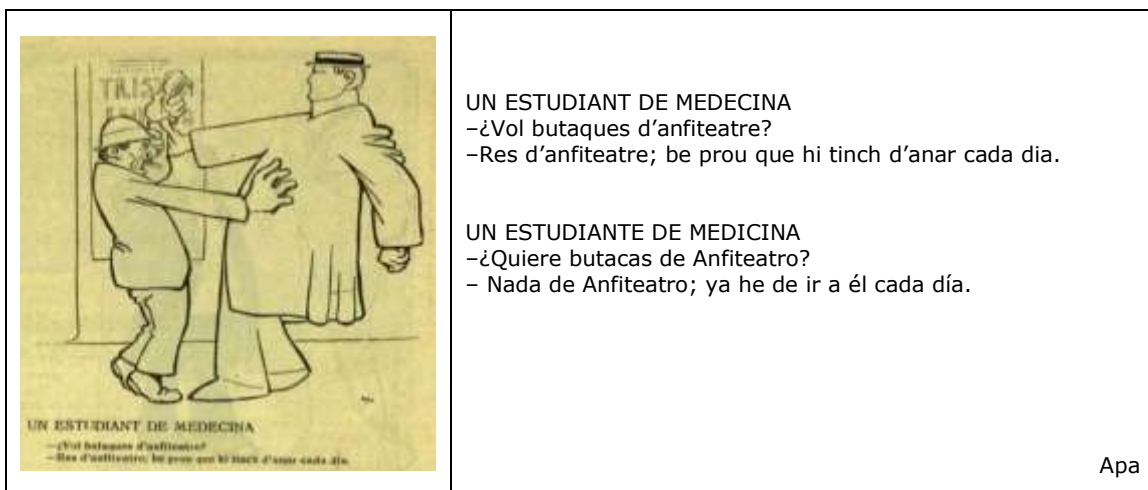 TRIS
UN ESTUDIANT DE MEDECINA
—¿Vol butaques d'anfiteatre?
—Res d'anfiteatre; be prou que hi tinch d'anar cada dia.
UN ESTUDIANT DE MEDECINA
–¿Vol butaques d'anfiteatre?
–Res d'anfiteatre; be prou que hi tinch d'anar cada dia.
UN ESTUDIANTE DE MEDICINA
–¿Quiere butacas de Anfiteatro?
– Nada de Anfiteatro; ya he de ir a él cada día.
Apa